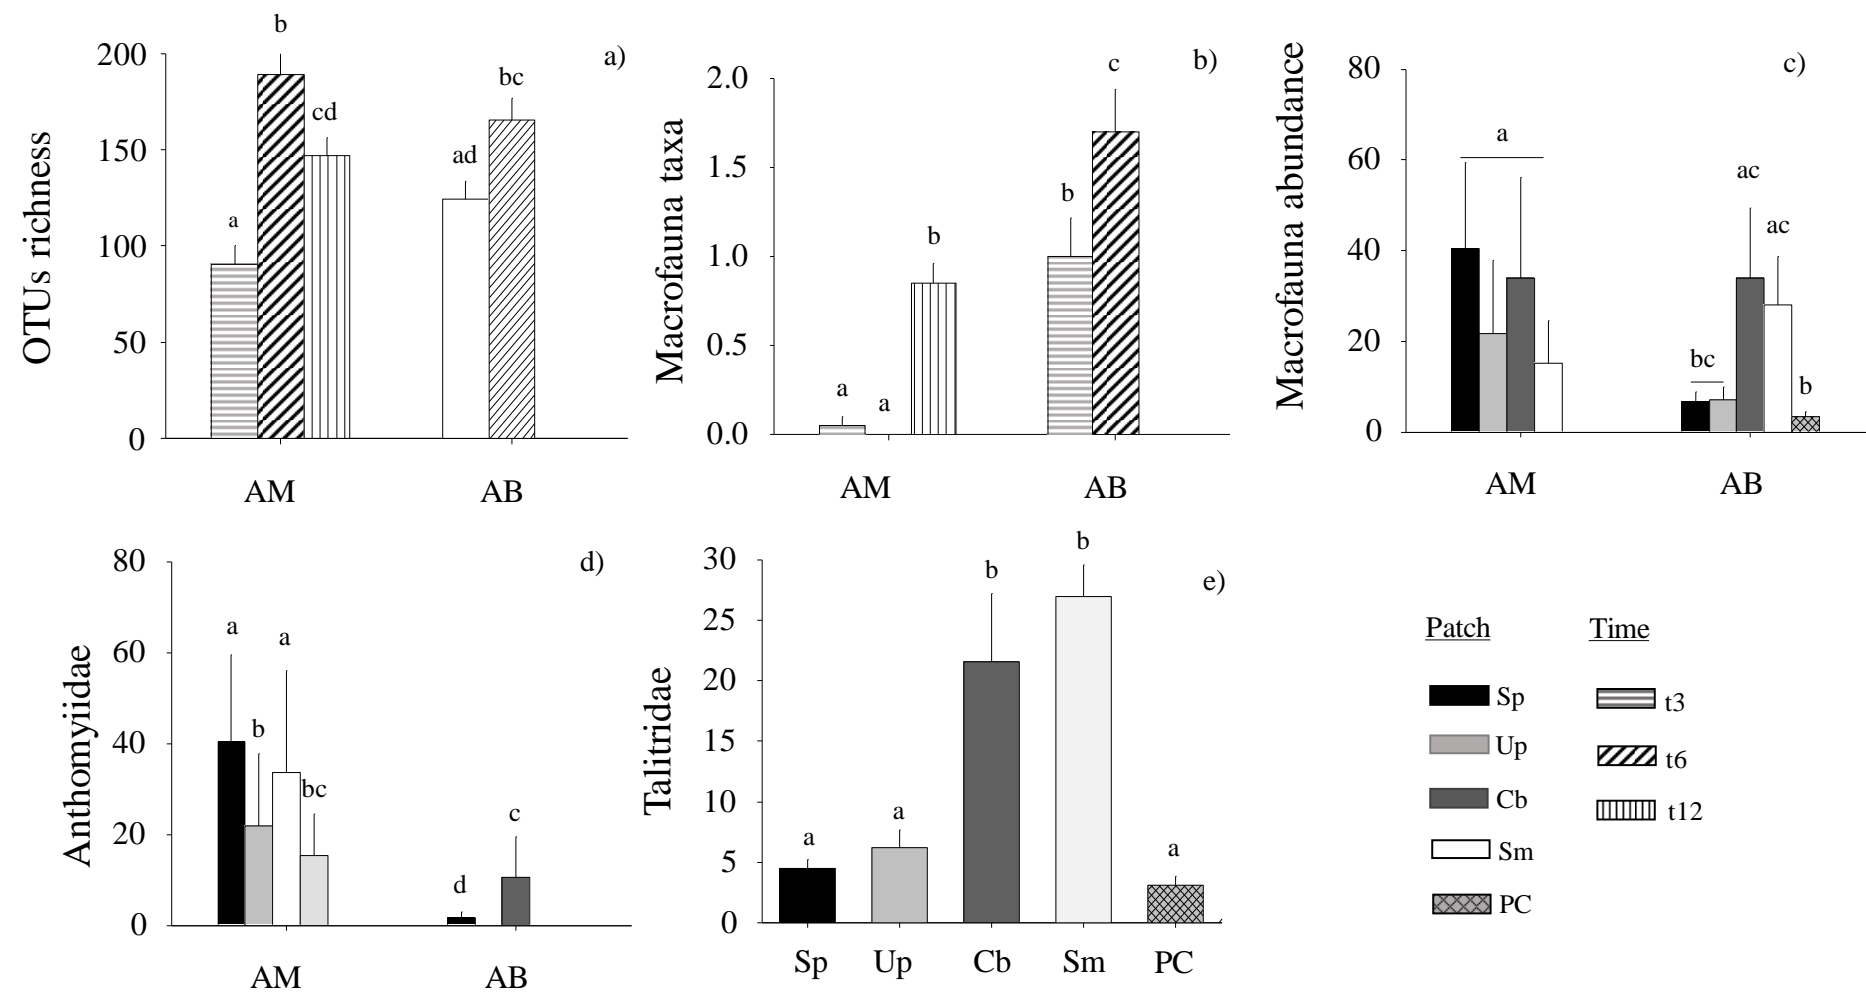 a)
OTUs richness
200
150
100
50
0
a
b
cd
ad
bc
AM
AB
b)
Macrofauna taxa
2.0
1.5
1.0
0.5
0.0
a
a
b
b
c
AM
AB
c)
Macrofauna abundance
80
60
40
20
0
a
bc
ac
ac
b
AM
AB
d)
Anthomyiidae
80
60
40
20
0
a
b
a
bc
d
c
AM
AB
e)
Talitridae
30
25
20
15
10
5
0
a
a
b
b
a
Sp
Up
Cb
Sm
PC
Patch
Sp
Up
Cb
Sm
PC
Time
t3
t6
t12